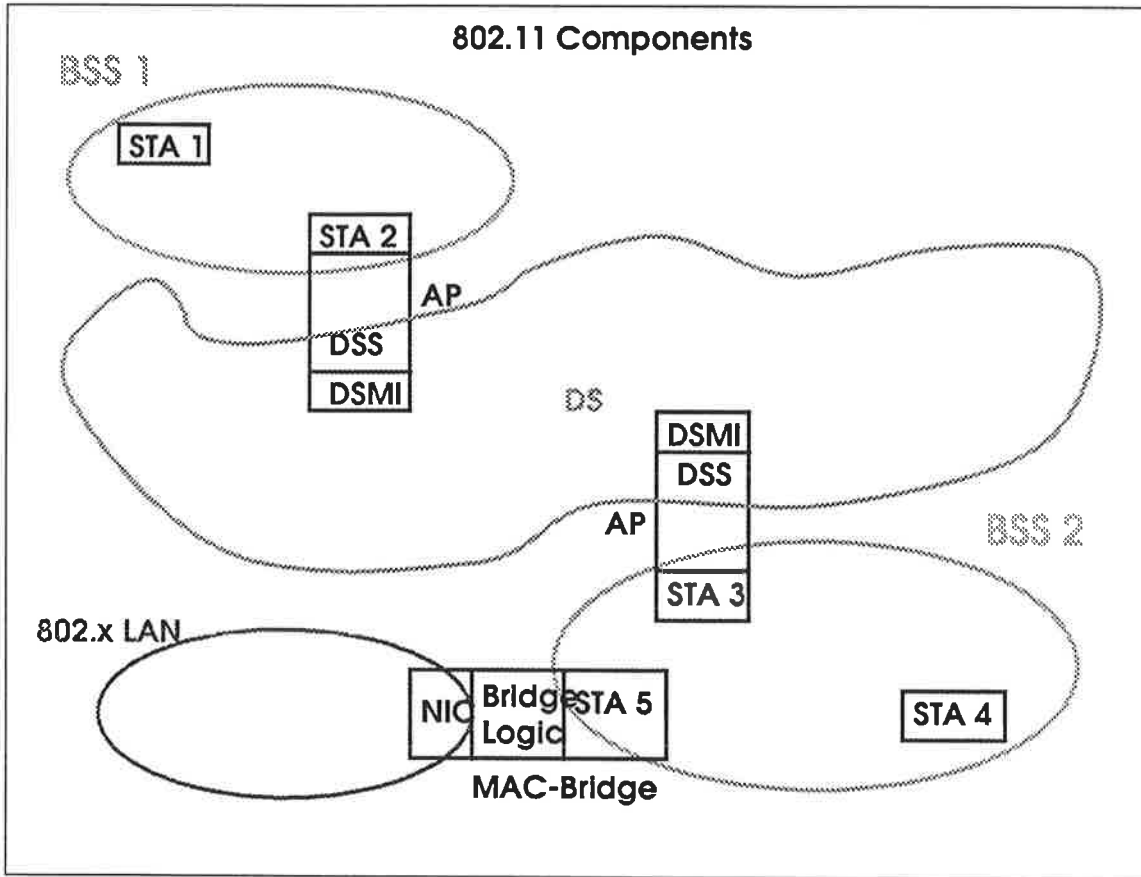 802.11 Components
BSS 1
STA 1
STA 2
AP
DSS
DSMI
DS
DSMI
DSS
AP
BSS 2
STA 3
802.x LAN
NIC
Bridge
Logic
STA 5
STA 4
MAC-Bridge